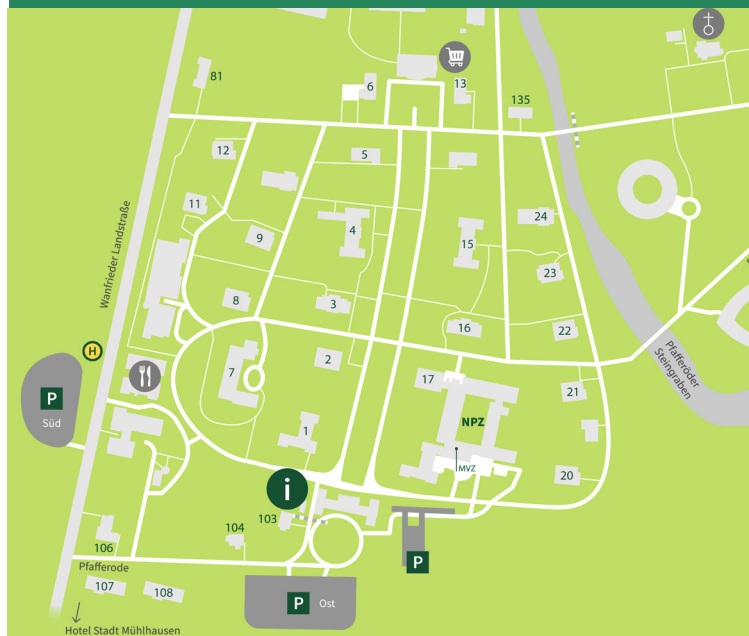 81
6
13
135
12
5
11
9
4
15
24
23
8
3
16
22
Wanfrieder Landstraße
H
P
Süd
7
2
17
NPZ
MVZ
21
20
Pfafferöder
Steingraben
1
i
103
104
106
Pfafferode
107
108
P
P
Ost
Hotel Stadt Mühlhausen